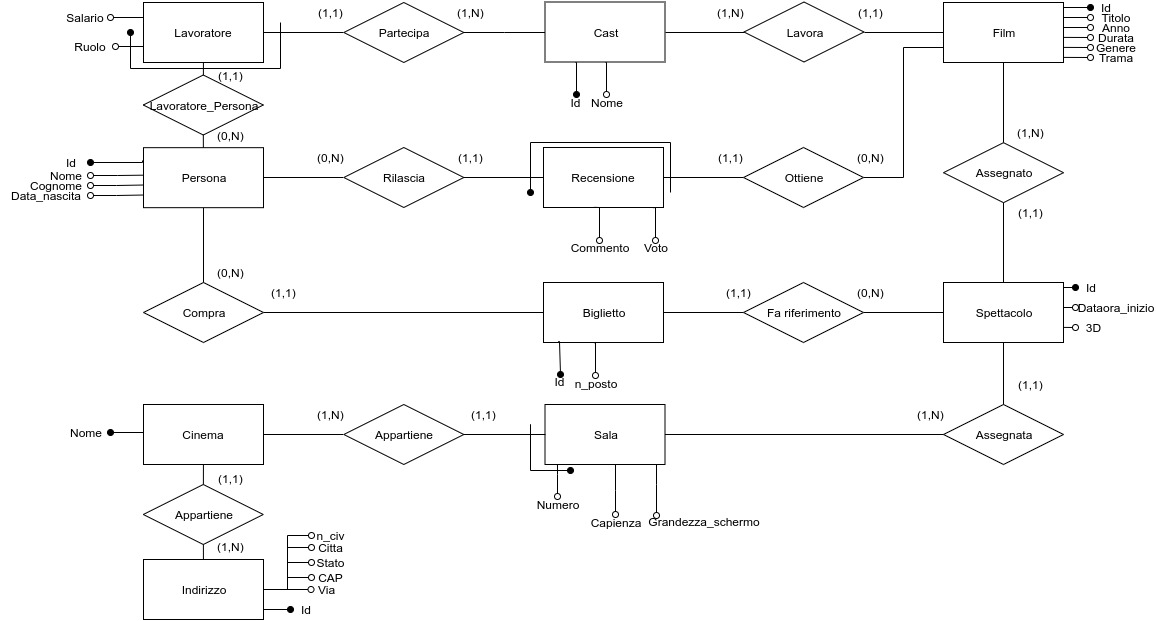 Salario
Ruolo
Lavoratore
(1,1)
Partecipa
(1,N)
Cast
Id
Nome
(1,N)
Lavora
(1,1)
Film
Id
Titolo
Anno
Durata
Genere
Trama
(1,1)
Lavoratore_Persona
(0,N)
Id
Nome
Cognome
Data_nascita
Persona
(0,N)
Rilascia
(1,1)
Recensione
Commento
Voto
(1,1)
Ottiene
(0,N)
(1,N)
Assegnato
(1,1)
(0,N)
Compra
(1,1)
Biglietto
Id
n_posto
(1,1)
Fa riferimento
(0,N)
Spettacolo
Id
Dataora_inizio
3D
(1,1)
Nome
Cinema
(1,N)
Appartiene
(1,1)
Sala
Numero
Capienza
Grandezza_schermo
(1,N)
Assegnata
(1,1)
Appartiene
(1,N)
Indirizzo
n_civ
Citta
Stato
CAP
Via
Id